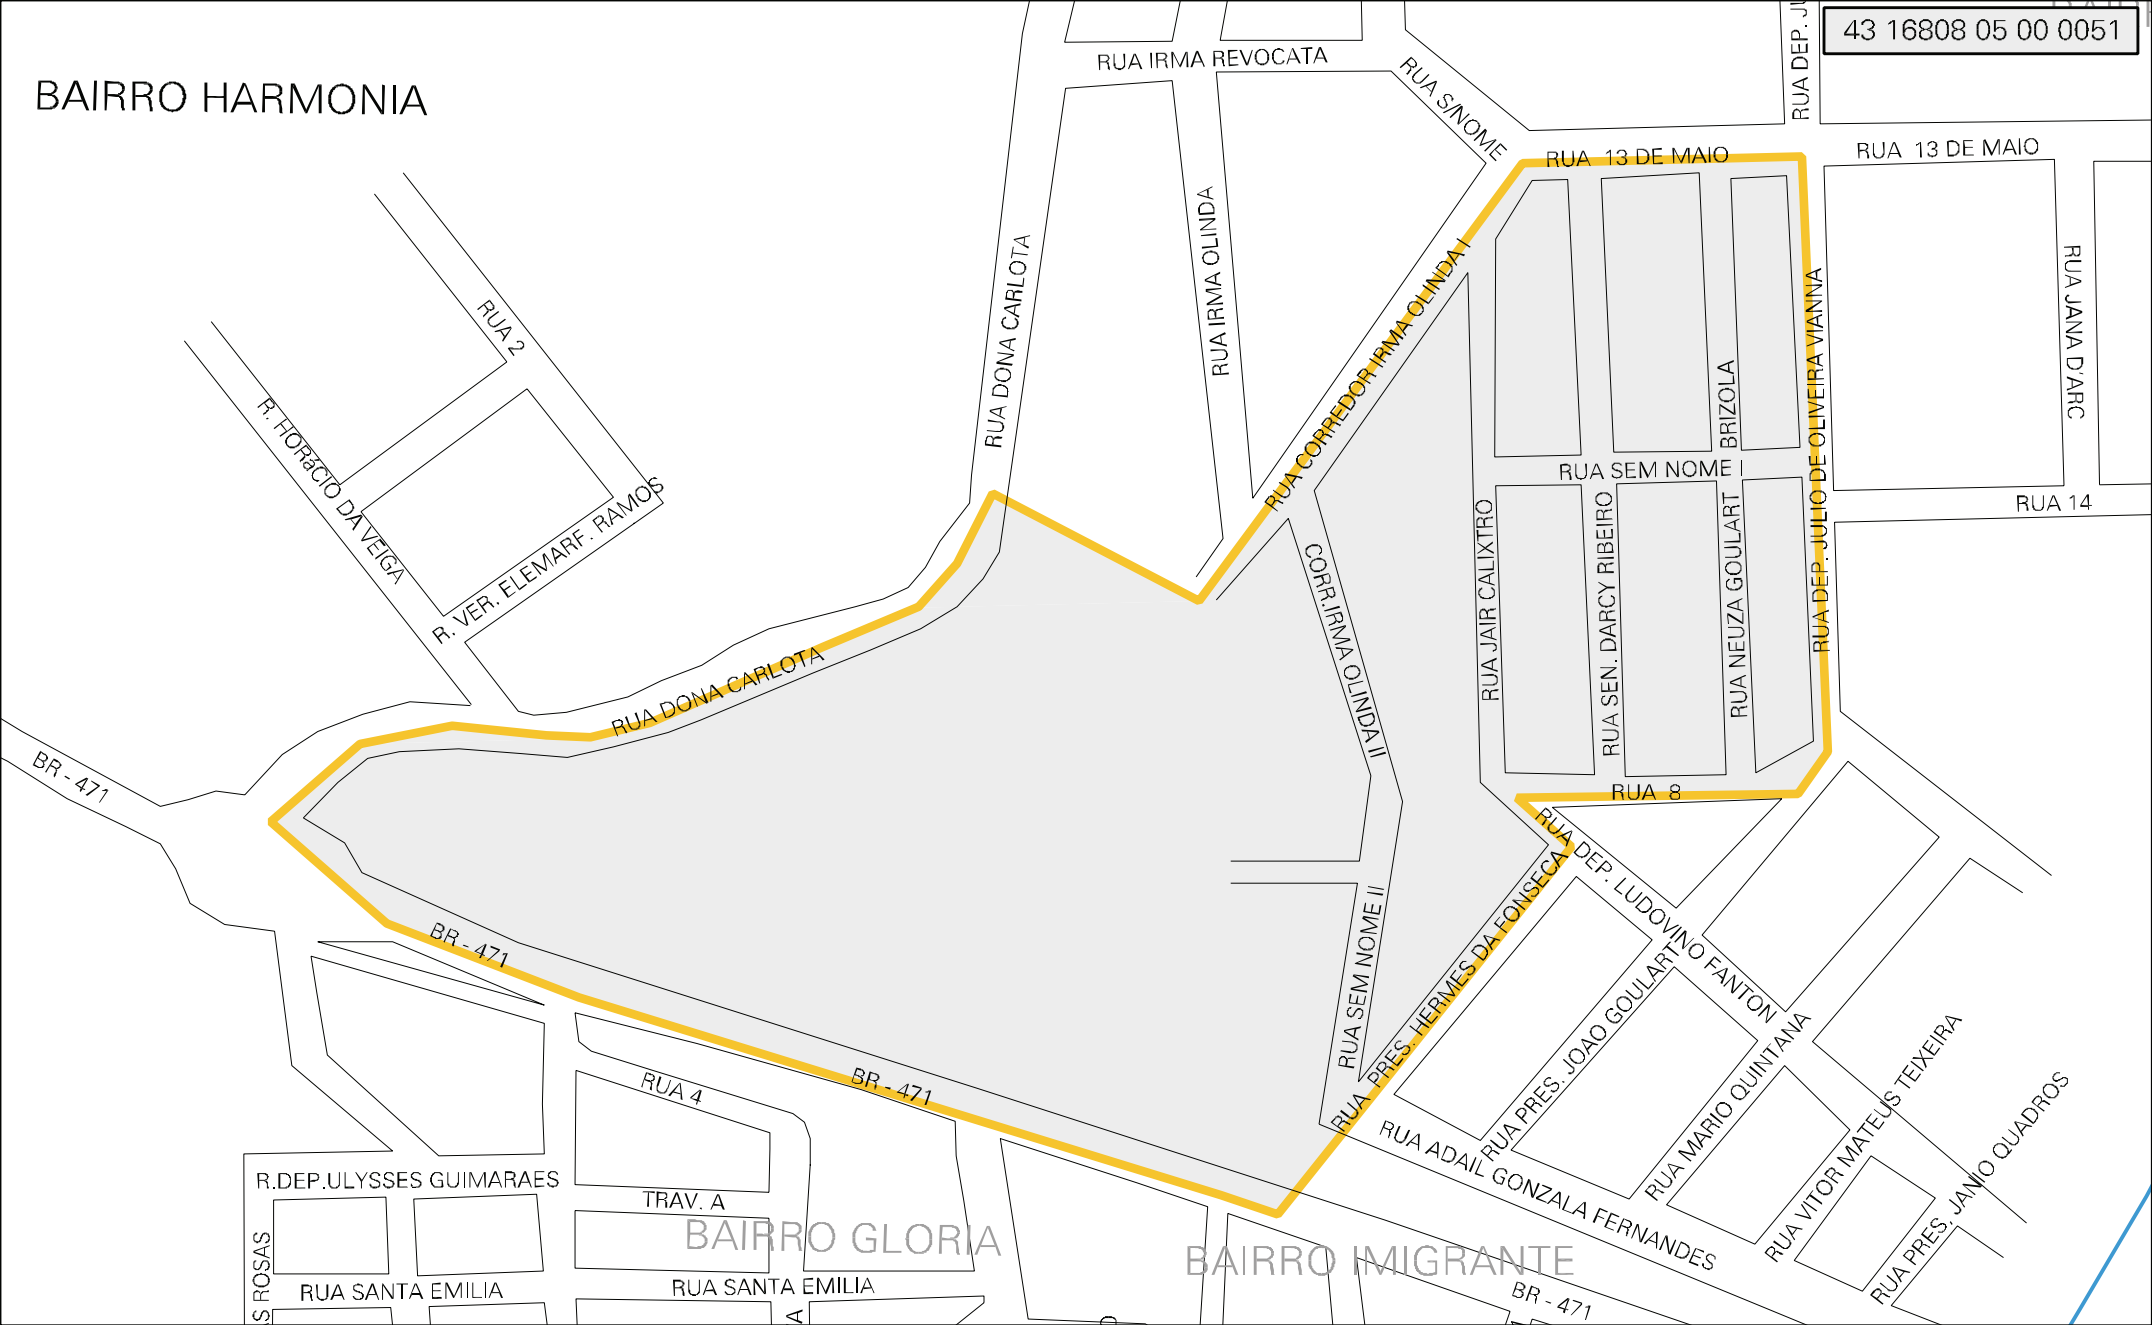 43 16808 05 00 0051
RUA DEP. JU
BAIRRO HARMONIA
RUA IRMA REVOCATA
RUA S/NOME
RUA 13 DE MAIO
RUA 13 DE MAIO
RUA IRMA OLINDA
RUA DONA CARLOTA
RUA CORREDOR IRMA OLINDA I
RUA 2
R. HORáCIO DA VEIGA
R. VER. ELEMARF. RAMOS
RUA JANA D'ARC
RUA DEP. JULIO DE OLIVEIRA VIANNA
RUA SEM NOME I
RUA 14
RUA JAIR CALIXTRO
RUA SEN. DARCY RIBEIRO
RUA NEUZA GOULART BRIZOLA
CORR.IRMA OLINDA II
RUA DONA CARLOTA
BR - 471
RUA 8
RUA DEP. LUDOVINO FANTON
RUA PRES. HERMES DA FONSECA
RUA SEM NOME II
BR - 471
BR - 471
RUA 4
RUA PRES. JOAO GOULART
RUA MARIO QUINTANA
RUA VITOR MATEUS TEIXEIRA
RUA PRES. JANIO QUADROS
RUA ADAIL GONZALA FERNANDES
R.DEP.ULYSSES GUIMARAES
TRAV. A
BAIRRO GLORIA
BAIRRO IMIGRANTE
AS ROSAS
RUA SANTA EMILIA
RUA SANTA EMILIA
BR - 471